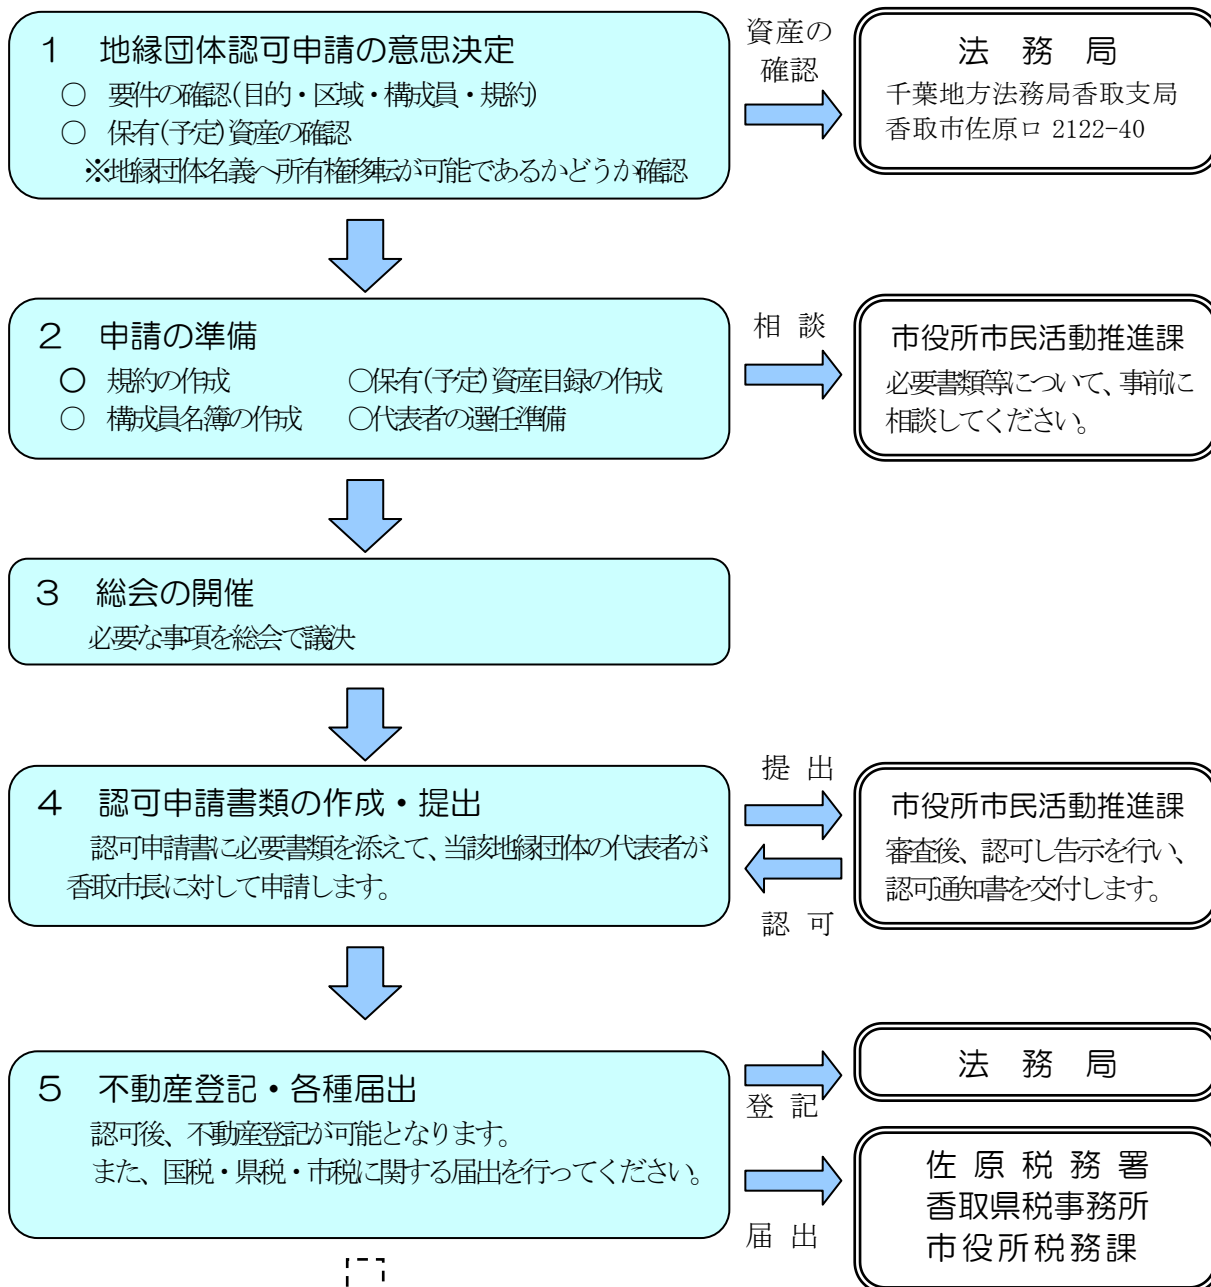 １　地縁団体認可申請の意思決定
○　要件の確認(目的・区域・構成員・規約)
○　保有(予定)資産の確認
※地縁団体名義へ所有権移転が可能であるかどうか確認
資産の
確認
法　務　局
千葉地方法務局香取支局
香取市佐原ロ 2122-40
２　申請の準備
○　規約の作成　○保有(予定)資産目録の作成
○　構成員名簿の作成　○代表者の選任準備
相 談
市役所市民活動推進課
必要書類等について、事前に
相談してください。
３　総会の開催
必要な事項を総会で議決
４　認可申請書類の作成・提出
認可申請書に必要書類を添えて、当該地縁団体の代表者が
香取市長に対して申請します。
提 出
認 可
市役所市民活動推進課
審査後、認可し告示を行い、
認可通知書を交付します。
５　不動産登記・各種届出
認可後、不動産登記が可能となります。
また、国税・県税・市税に関する届出を行ってください。
登 記
法　務　局
届 出
佐 原 税 務 署
香取県税事務所
市役所税務課